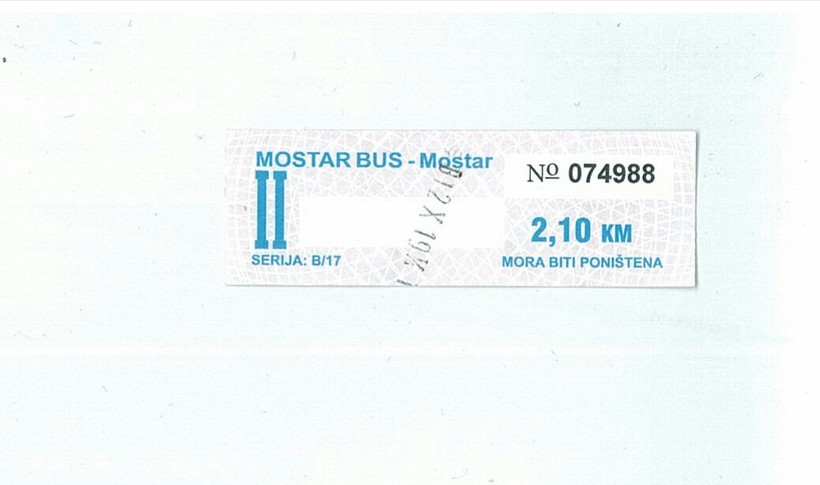 MOSTAR BUS - Mostar
Nº 074988
II
2,10 KM
SERIJA: B/17
MORA BITI PONIŠTENA